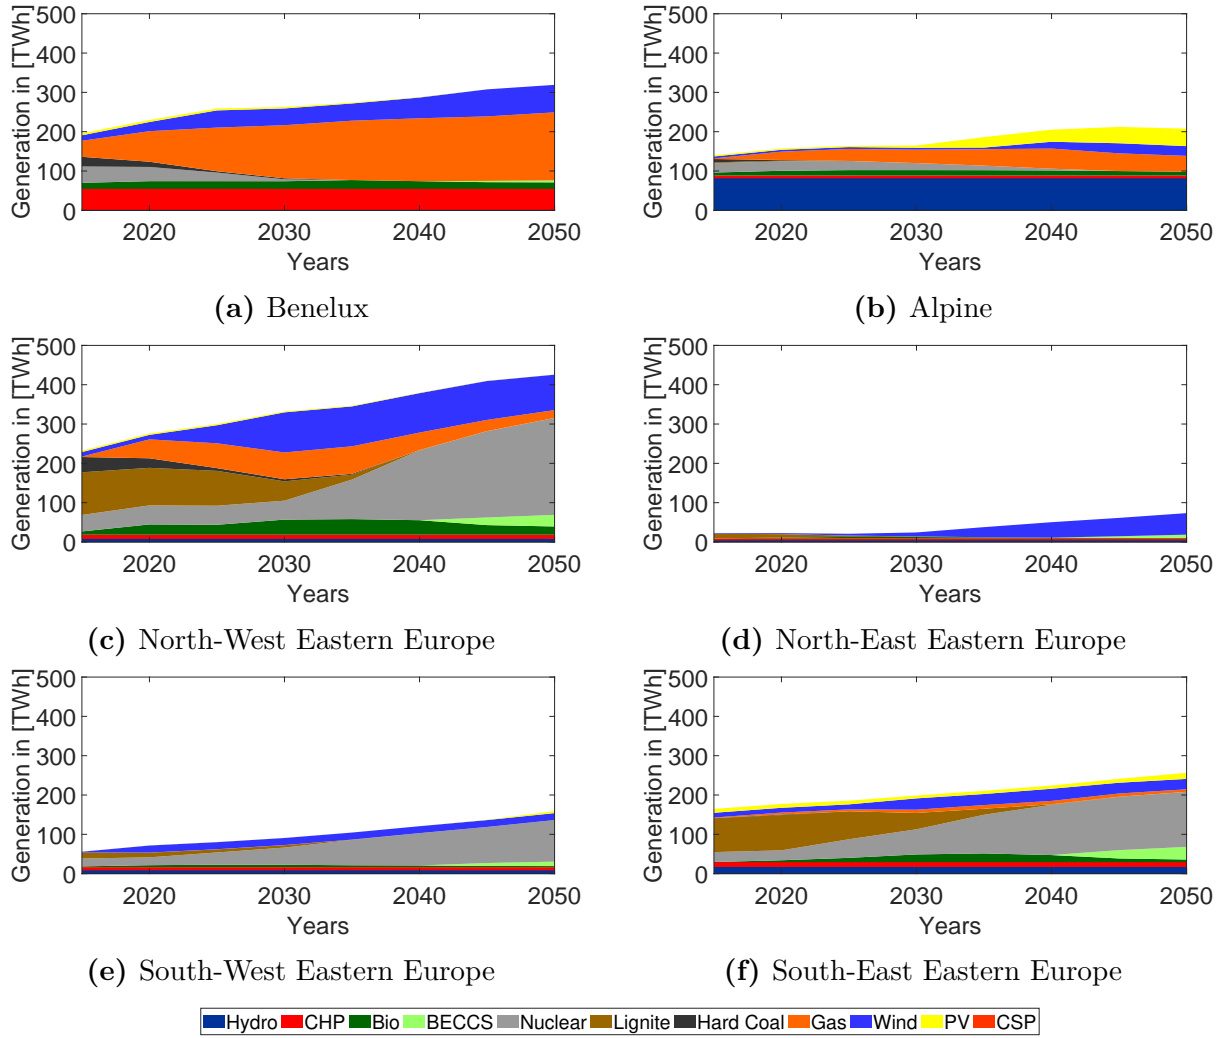 Generation in [TWh]
500
400
300
200
100
0
2020 2030 2040 2050
Years
(a) Benelux
Generation in [TWh]
500
400
300
200
100
0
2020 2030 2040 2050
Years
(b) Alpine
Generation in [TWh]
500
400
300
200
100
0
2020 2030 2040 2050
Years
(c) North-West Eastern Europe
Generation in [TWh]
500
400
300
200
100
0
2020 2030 2040 2050
Years
(d) North-East Eastern Europe
Generation in [TWh]
500
400
300
200
100
0
2020 2030 2040 2050
Years
(e) South-West Eastern Europe
Generation in [TWh]
500
400
300
200
100
0
2020 2030 2040 2050
Years
(f) South-East Eastern Europe
Hydro CHP Bio BECCS Nuclear Lignite Hard Coal Gas Wind PV CSP